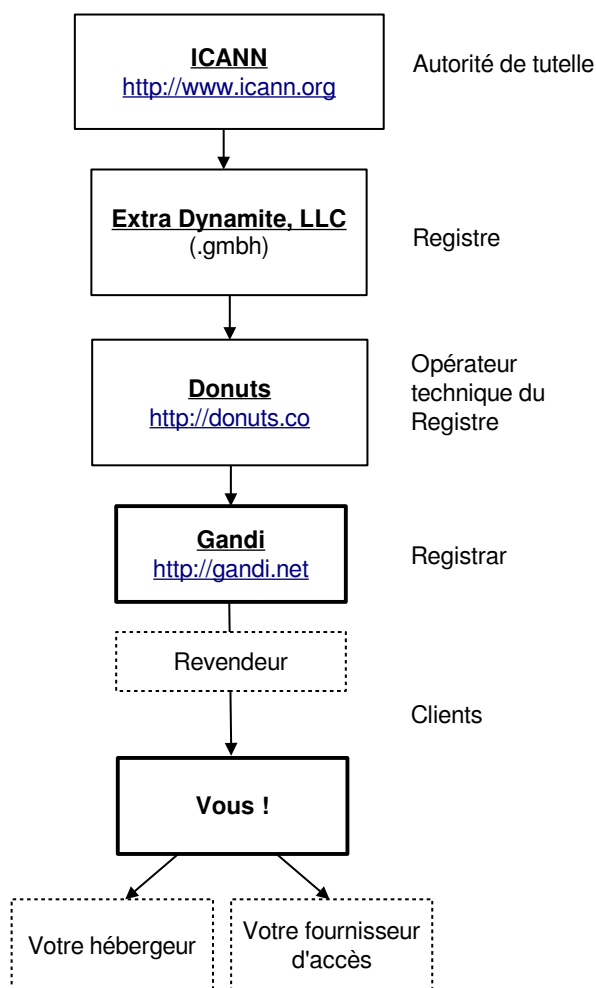 ICANN
http://www.icann.org
Autorité de tutelle
Extra Dynamite, LLC
(.gmbh)
Registre
Donuts
http://donuts.co
Opérateur
technique du
Registre
Gandi
http://gandi.net
Registrar
Revendeur
Clients
Vous !
Votre hébergeur
Votre fournisseur
d'accès